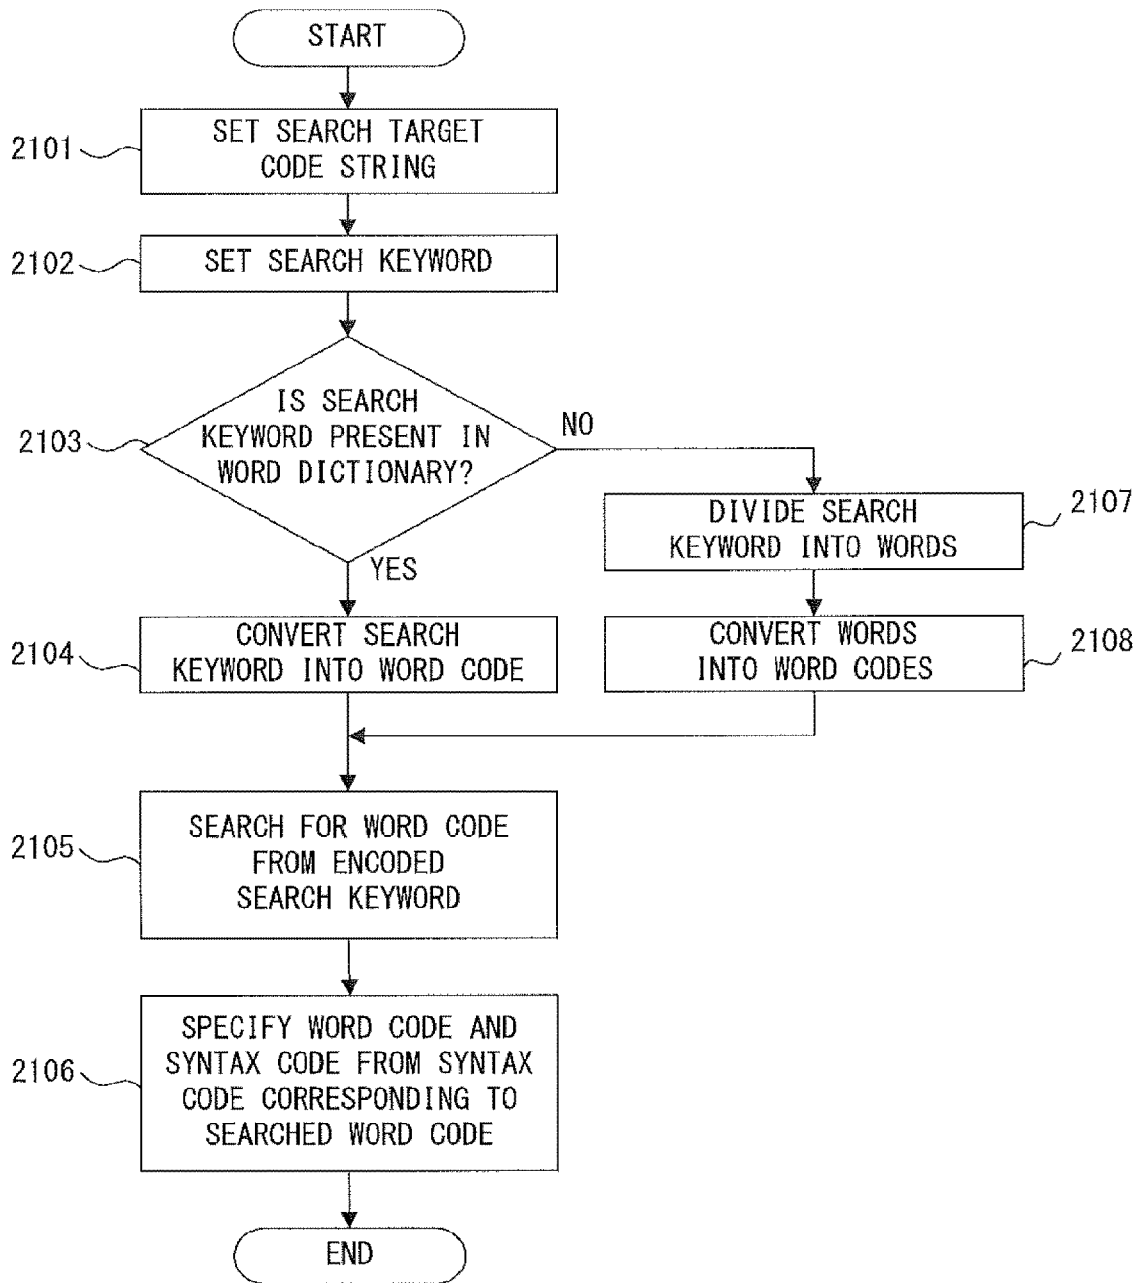 START
2101
SET SEARCH TARGET
CODE STRING
2102
SET SEARCH KEYWORD
2103
IS SEARCH
KEYWORD PRESENT IN
WORD DICTIONARY?
NO
YES
2107
DIVIDE SEARCH
KEYWORD INTO WORDS
2104
CONVERT SEARCH
KEYWORD INTO WORD CODE
CONVERT WORDS
INTO WORD CODES
2108
2105
SEARCH FOR WORD CODE
FROM ENCODED
SEARCH KEYWORD
2106
SPECIFY WORD CODE AND
SYNTAX CODE FROM SYNTAX
CODE CORRESPONDING TO
SEARCHED WORD CODE
END